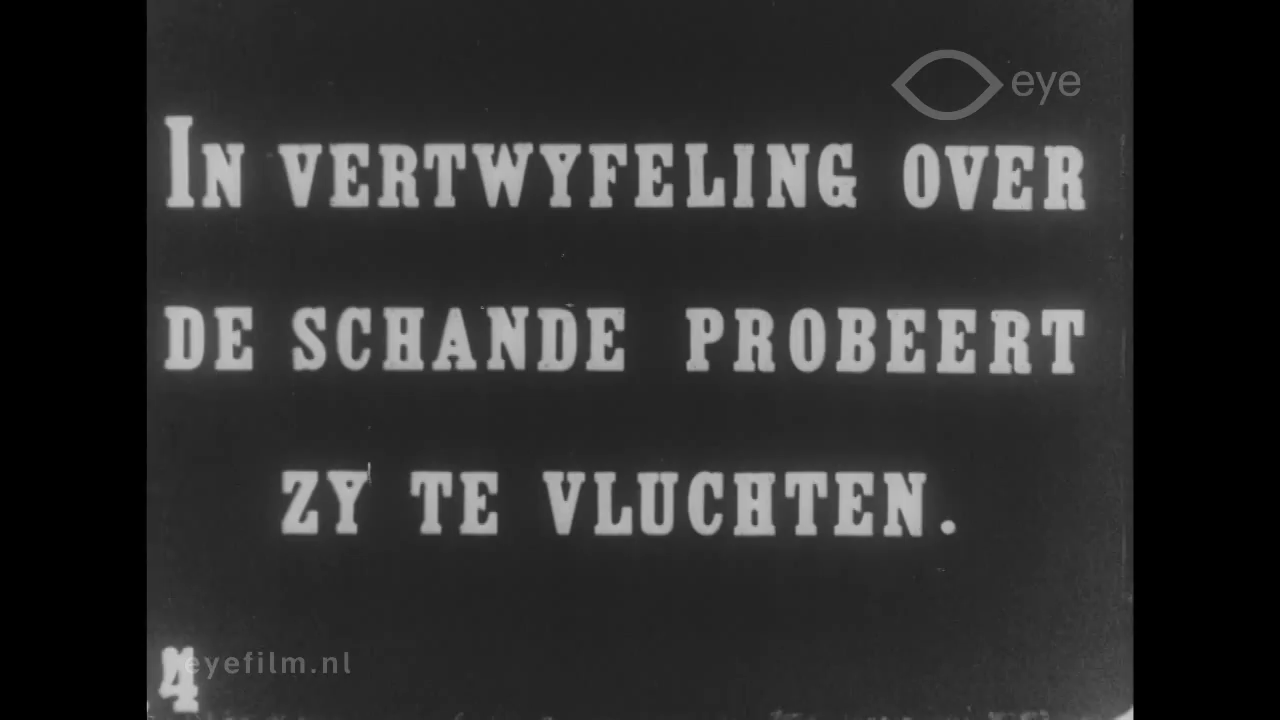 eye
IN VERTWYFELING OVER
DE SCHANDE PROBEERT
ZY TE VLUCHTEN.
4
eyefilm.nl